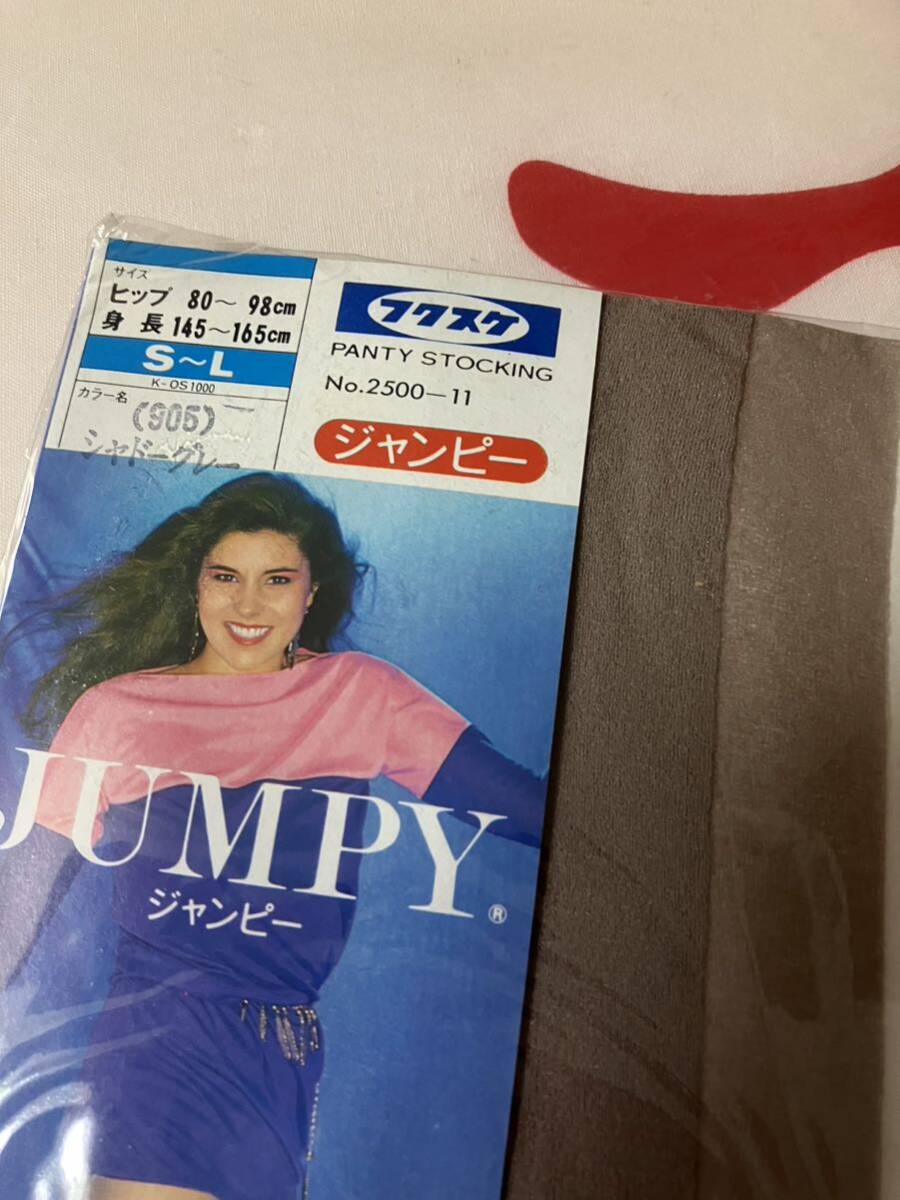 サイズ
ヒップ 80～ 98cm
身長 145～165cm
S～L
K-OS1000
カラー名
(905)
シャドーグレー
フクスケ
PANTY STOCKING
No.2500-11
ジャンピー
JUMPY®
ジャンピー